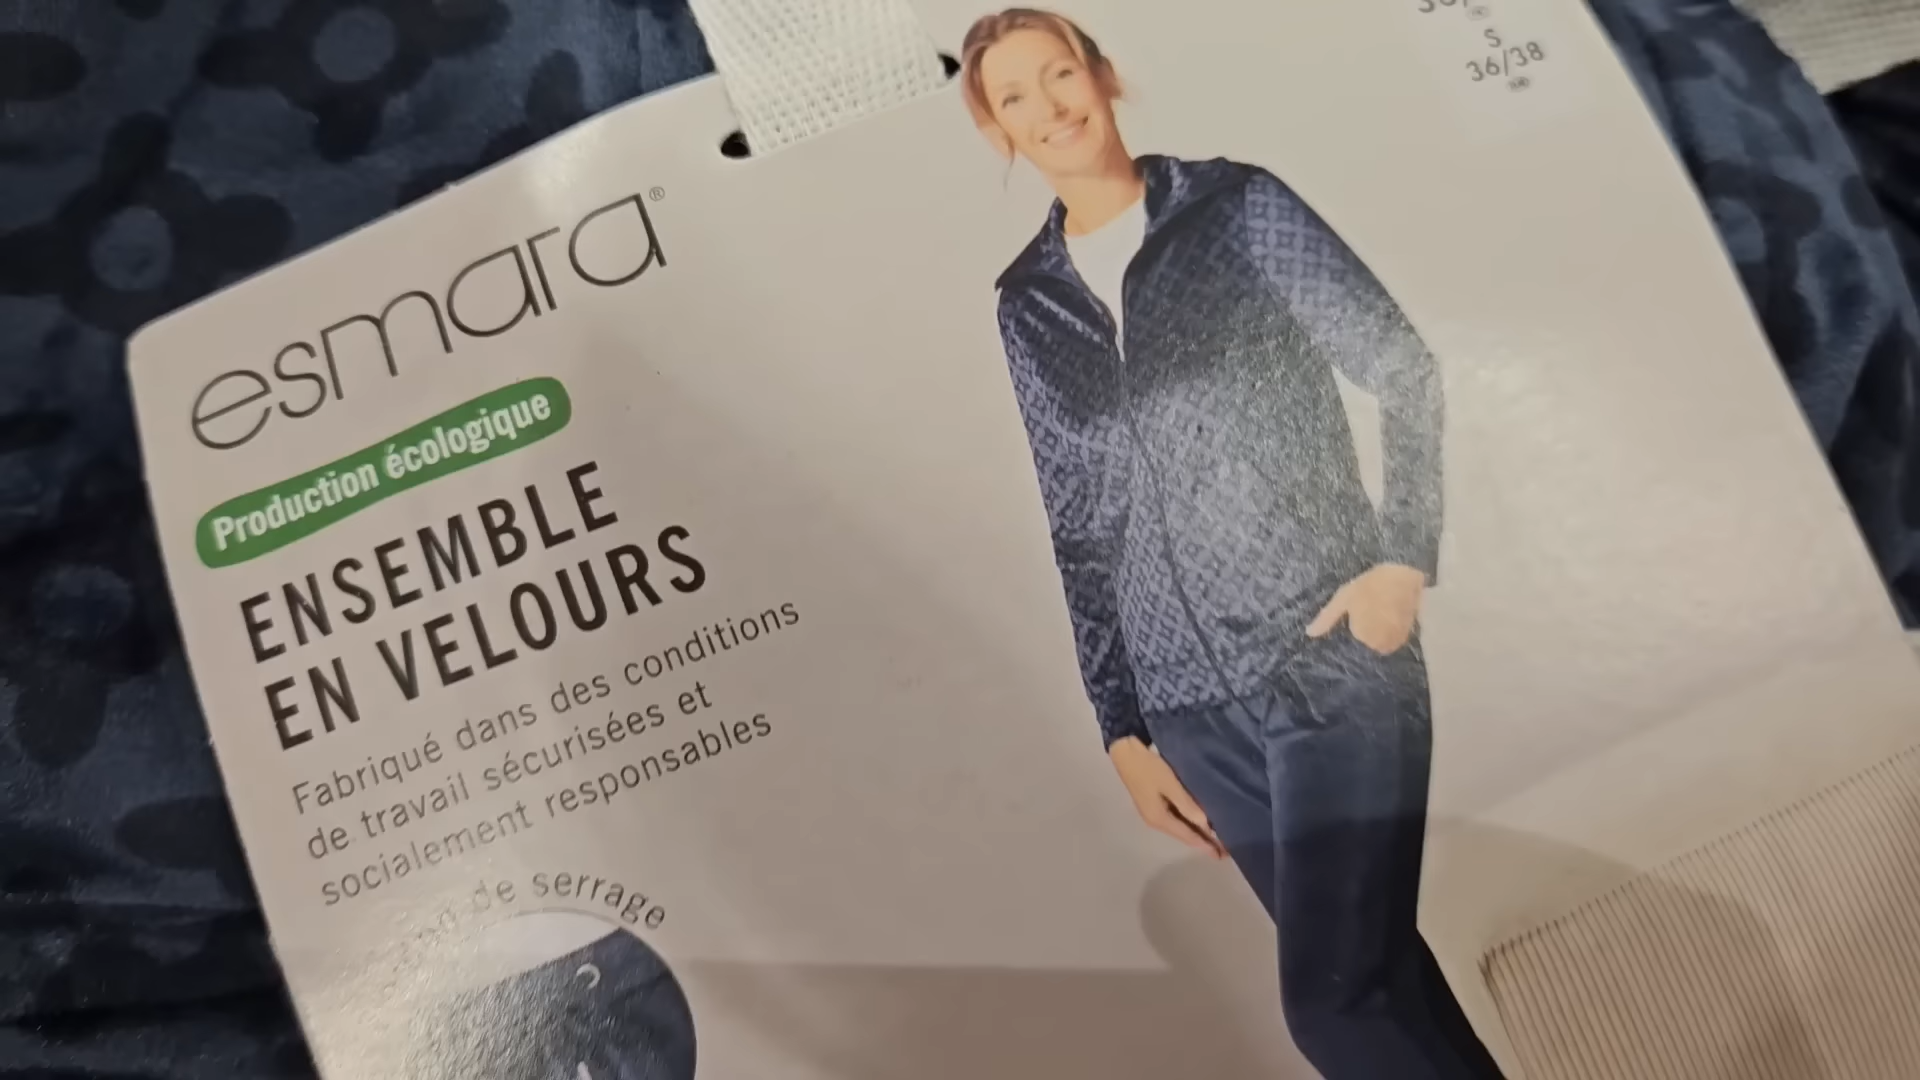 esmara®
Production écologique
ENSEMBLE
EN VELOURS
Fabriqué dans des conditions
de travail sécurisées et
socialement responsables
de serrage
S
36/38